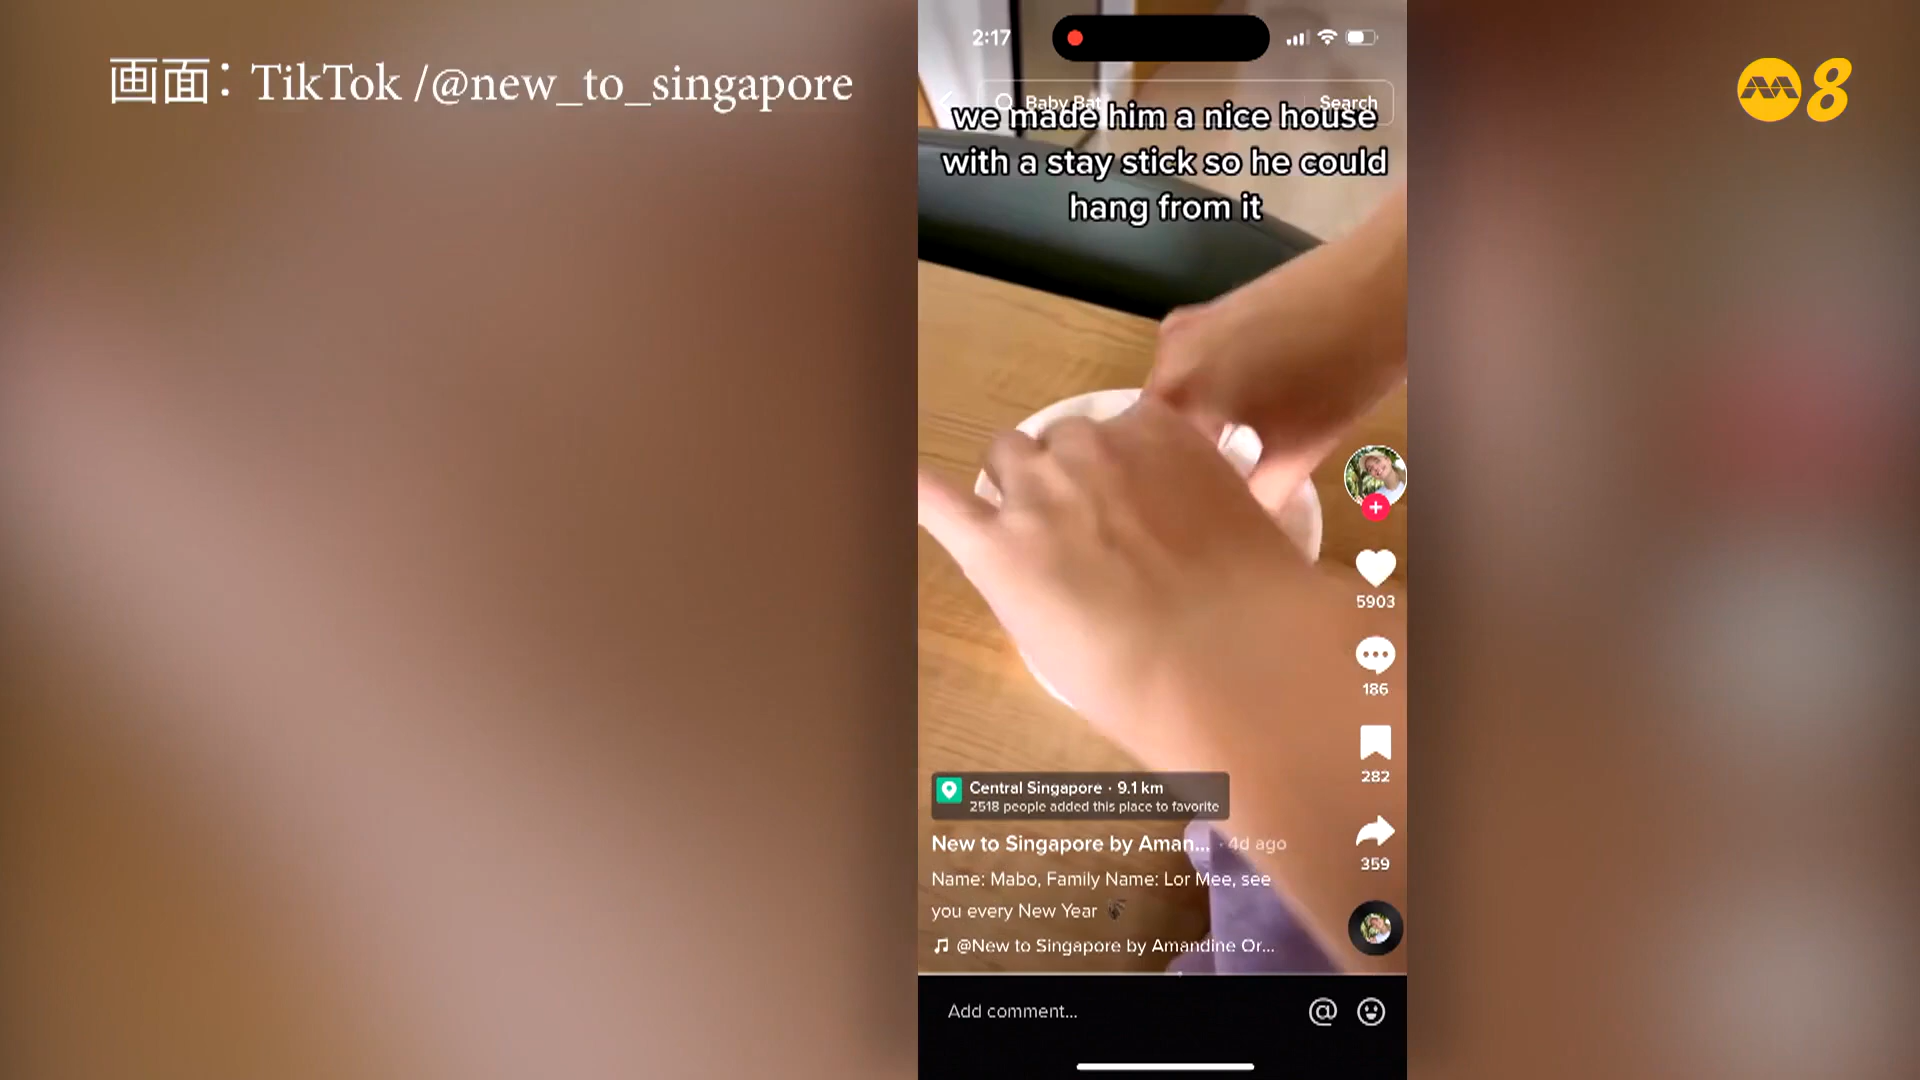 画面：TikTok /@new_to_singapore
8
2:17
Baby Bat
Search
we made him a nice house
with a stay stick so he could
hang from it
5903
186
282
359
Central Singapore · 9.1 km
2518 people added this place to favorite
New to Singapore by Aman... · 4d ago
Name: Mabo, Family Name: Lor Mee, see
you every New Year
@New to Singapore by Amandine Or...
Add comment...